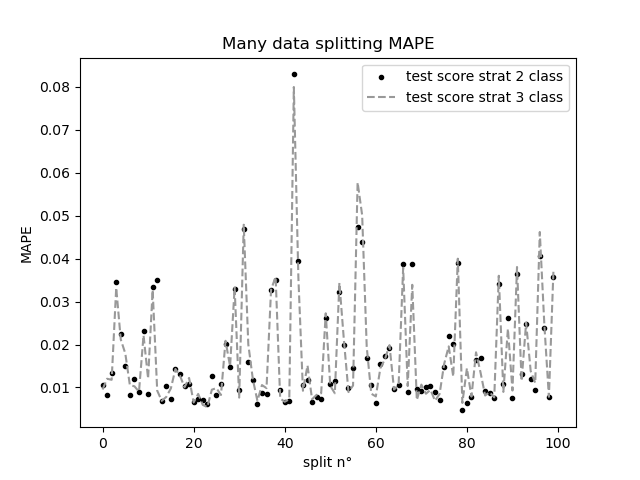 Many data splitting MAPE
test score strat 2 class
test score strat 3 class
0.08
0.07
0.06
0.05
0.04
0.03
0.02
0.01
MAPE
0 20 40 60 80 100
split n°